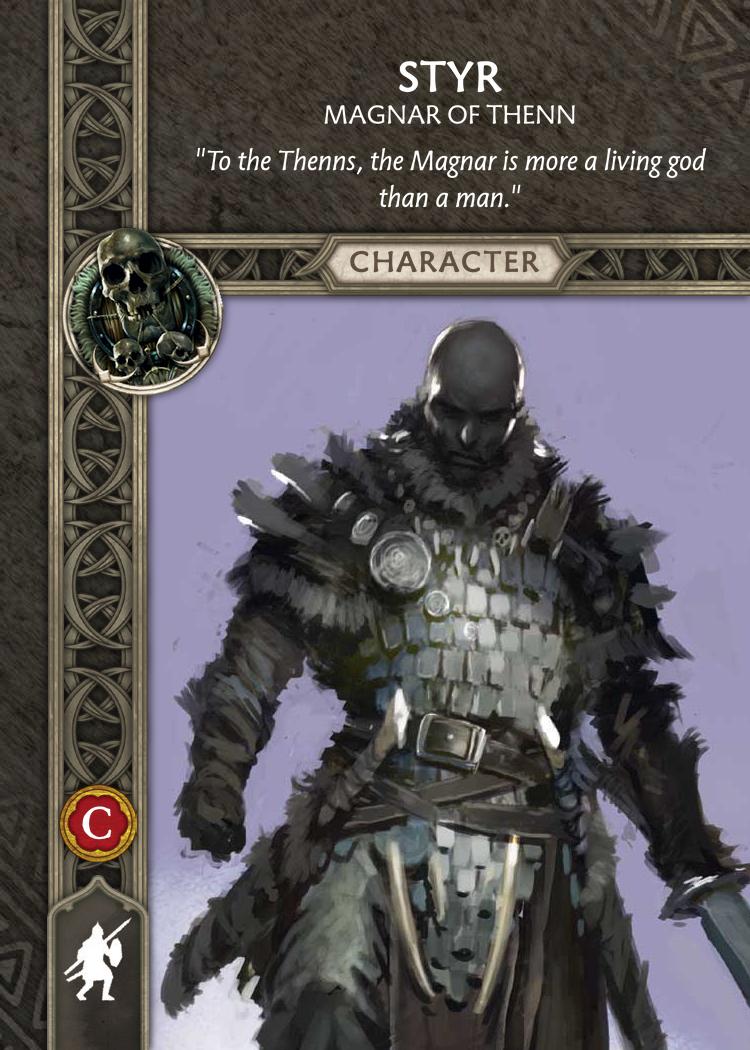 STYR
MAGNAR OF THENN
"To the Thenns, the Magnar is more a living god
than a man."
CHARACTER
C